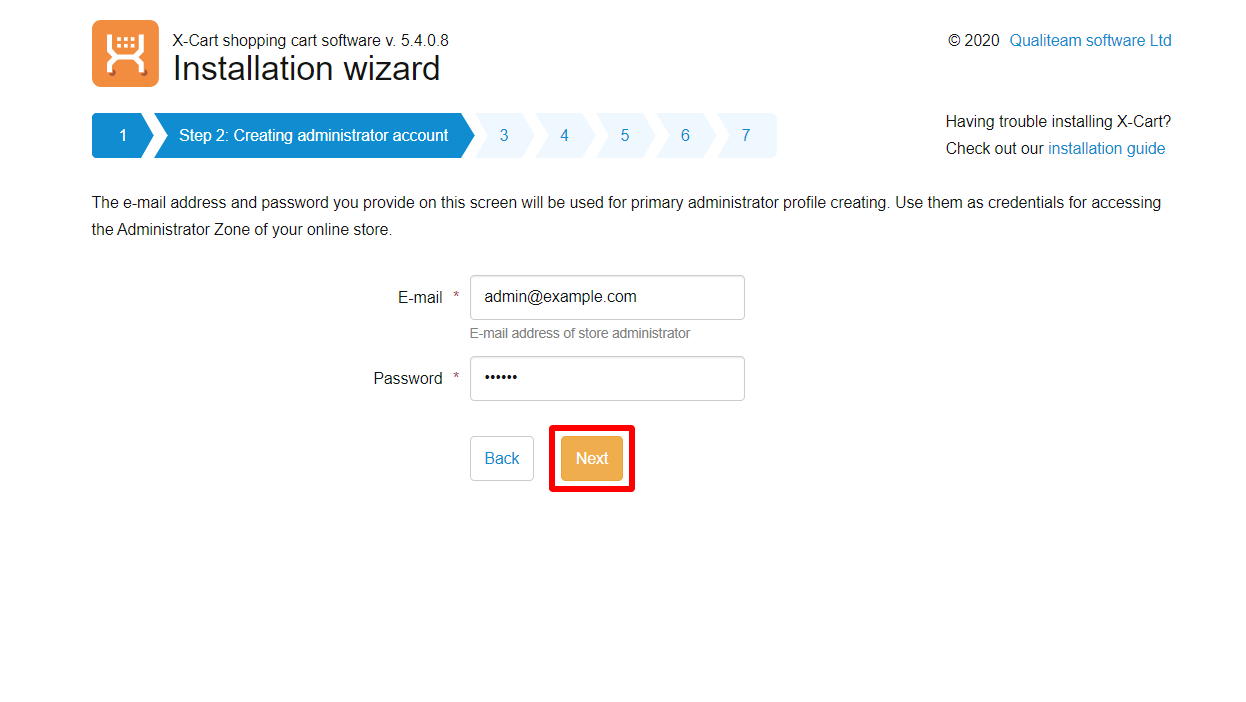 X-Cart shopping cart software v. 5.4.0.8
Installation wizard
© 2020 Qualiteam software Ltd
1
Step 2: Creating administrator account
3
4
5
6
7
Having trouble installing X-Cart?
Check out our installation guide
The e-mail address and password you provide on this screen will be used for primary administrator profile creating. Use them as credentials for accessing
the Administrator Zone of your online store.
E-mail * admin@example.com
E-mail address of store administrator
Password * ••••••
Back Next